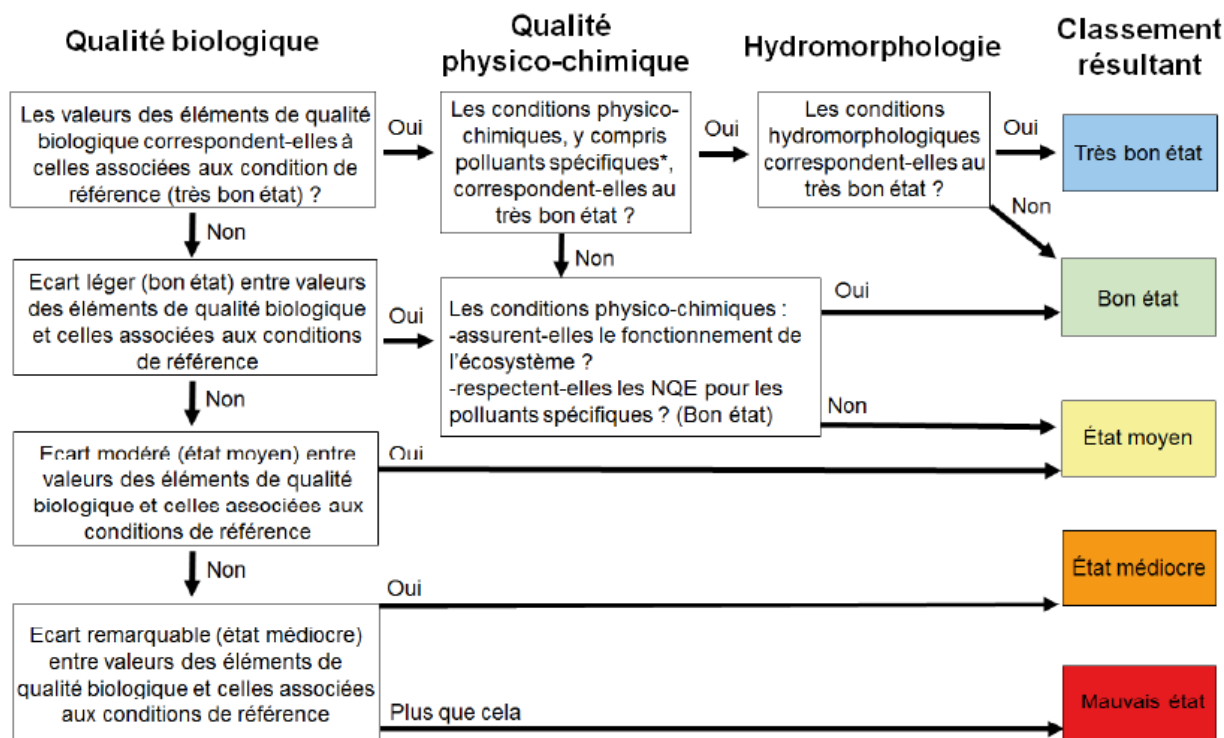 Qualité biologique
Qualité
physico-chimique
Hydromorphologie
Classement
résultant
Les valeurs des éléments de qualité
biologique correspondent-elles à
celles associées aux condition de
référence (très bon état) ?
Oui
Les conditions physico-
chimiques, y compris
polluants spécifiques*,
correspondent-elles au
très bon état ?
Oui
Les conditions
hydromorphologiques
correspondent-elles au
très bon état ?
Oui
Très bon état
Non
Non
Non
Ecart léger (bon état) entre valeurs
des éléments de qualité biologique
et celles associées aux conditions
de référence
Oui
Les conditions physico-chimiques :
-assurent-elles le fonctionnement de
l'écosystème ?
-respectent-elles les NQE pour les
polluants spécifiques ? (Bon état)
Oui
Bon état
Non
Non
État moyen
Ecart modéré (état moyen) entre
valeurs des éléments de qualité
biologique et celles associées aux
conditions de référence
Oui
Non
Oui
État médiocre
Ecart remarquable (état médiocre)
entre valeurs des éléments de
qualité biologique et celles associées
aux conditions de référence
Plus que cela
Mauvais état